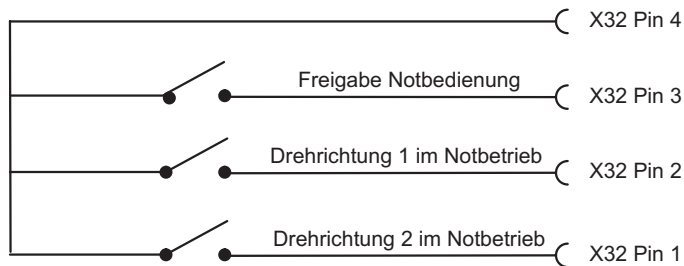 X32 Pin 4
Freigabe Notbedienung
X32 Pin 3
Drehrichtung 1 im Notbetrieb
X32 Pin 2
Drehrichtung 2 im Notbetrieb
X32 Pin 1